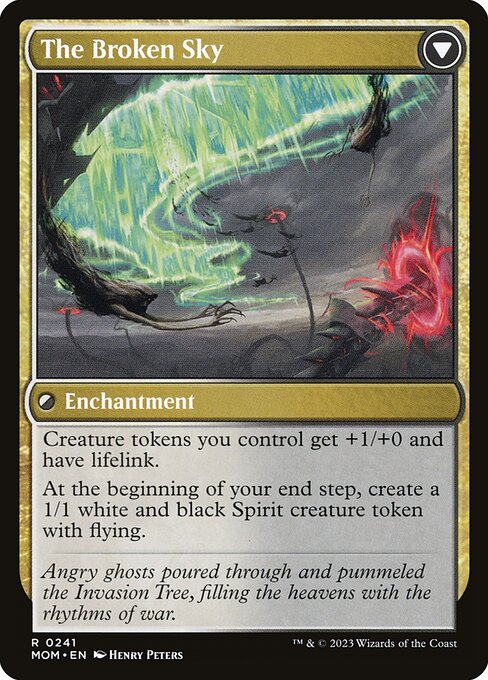 The Broken Sky
Enchantment
Creature tokens you control get +1/+0 and
have lifelink.
At the beginning of your end step, create a
1/1 white and black Spirit creature token
with flying.
Angry ghosts poured through and pummeled
the Invasion Tree, filling the heavens with the
rhythms of war.
R 0241
MOM • EN Henry Peters
™ & © 2023 Wizards of the Coast